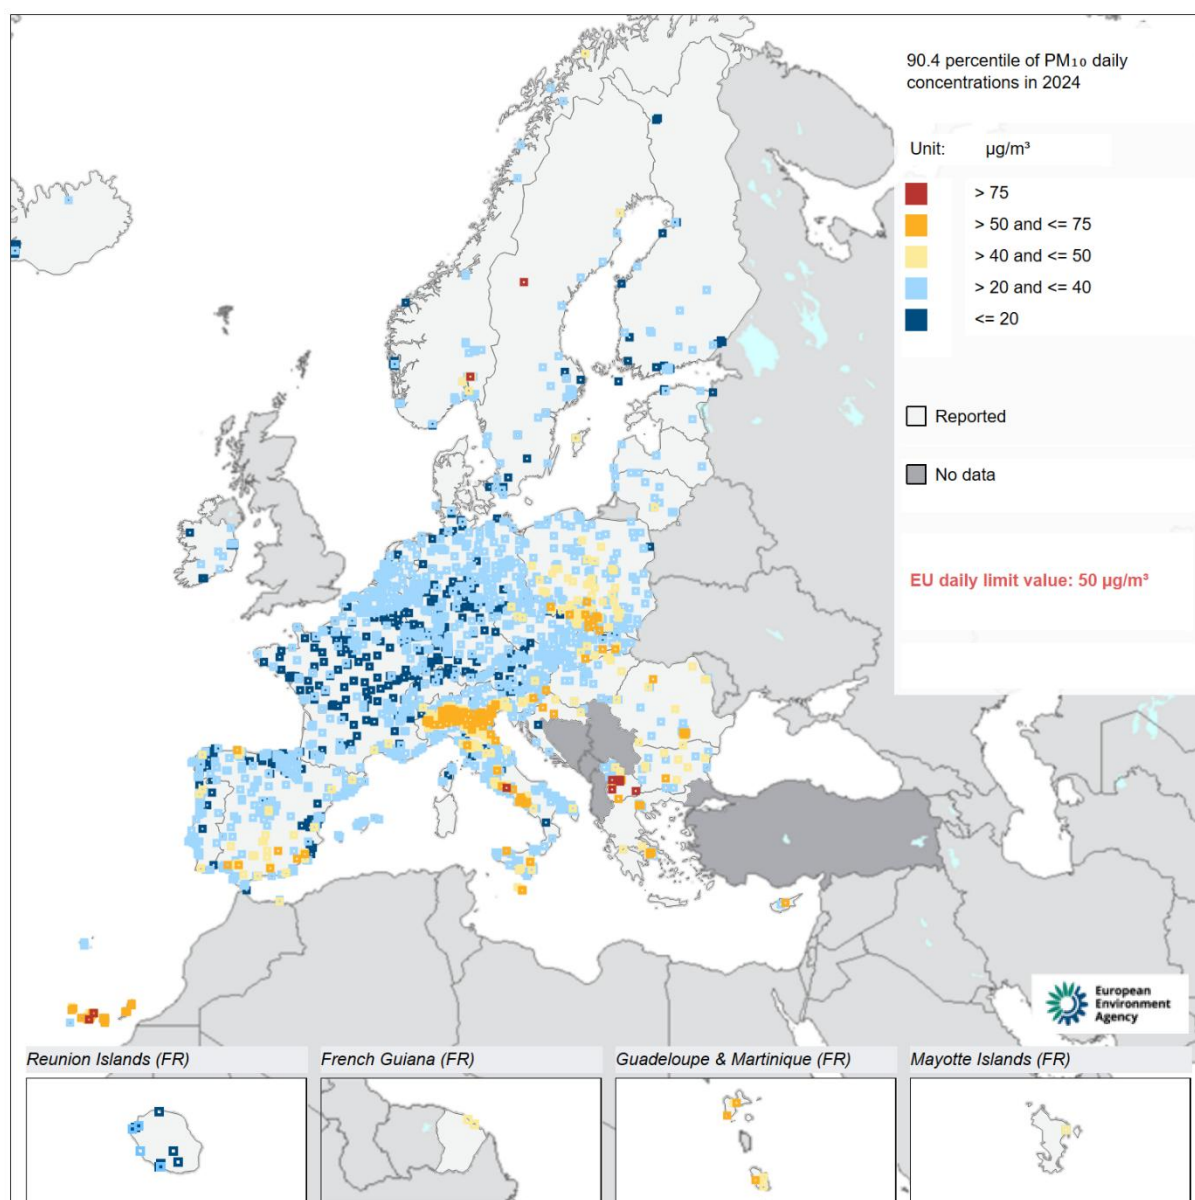 90.4 percentile of PM₁₀ daily
concentrations in 2024
Unit: µg/m³
> 75
> 50 and <= 75
> 40 and <= 50
> 20 and <= 40
<= 20
Reported
No data
EU daily limit value: 50 µg/m³
European
Environment
Agency
Reunion Islands (FR)
French Guiana (FR)
Guadeloupe & Martinique (FR)
Mayotte Islands (FR)